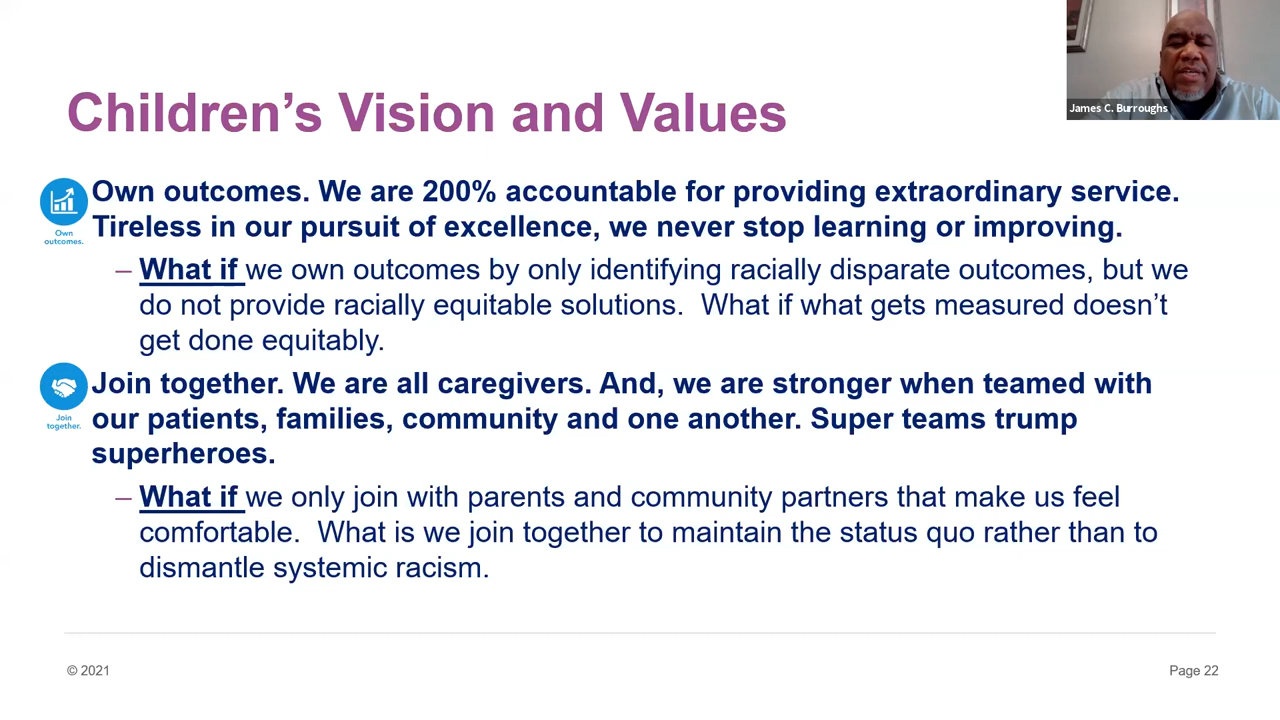 James C. Burroughs
Children’s Vision and Values
Own outcomes. We are 200% accountable for providing extraordinary service.
Tireless in our pursuit of excellence, we never stop learning or improving.
Own
outcomes.
– What if we own outcomes by only identifying racially disparate outcomes, but we
do not provide racially equitable solutions.  What if what gets measured doesn’t
get done equitably.
Join together. We are all caregivers. And, we are stronger when teamed with
our patients, families, community and one another. Super teams trump
superheroes.
Join
together.
– What if we only join with parents and community partners that make us feel
comfortable.  What is we join together to maintain the status quo rather than to
dismantle systemic racism.
© 2021
Page 22